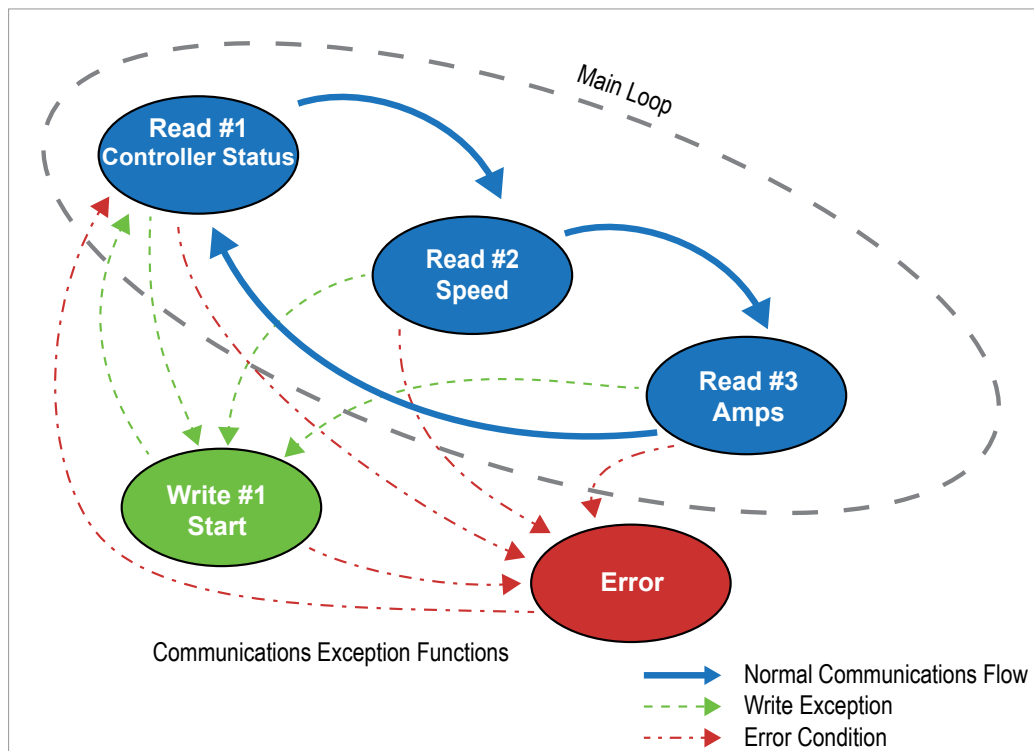 Main Loop
Read #1
Controller Status
Read #2
Speed
Read #3
Amps
Write #1
Start
Error
Communications Exception Functions
Normal Communications Flow
Write Exception
Error Condition